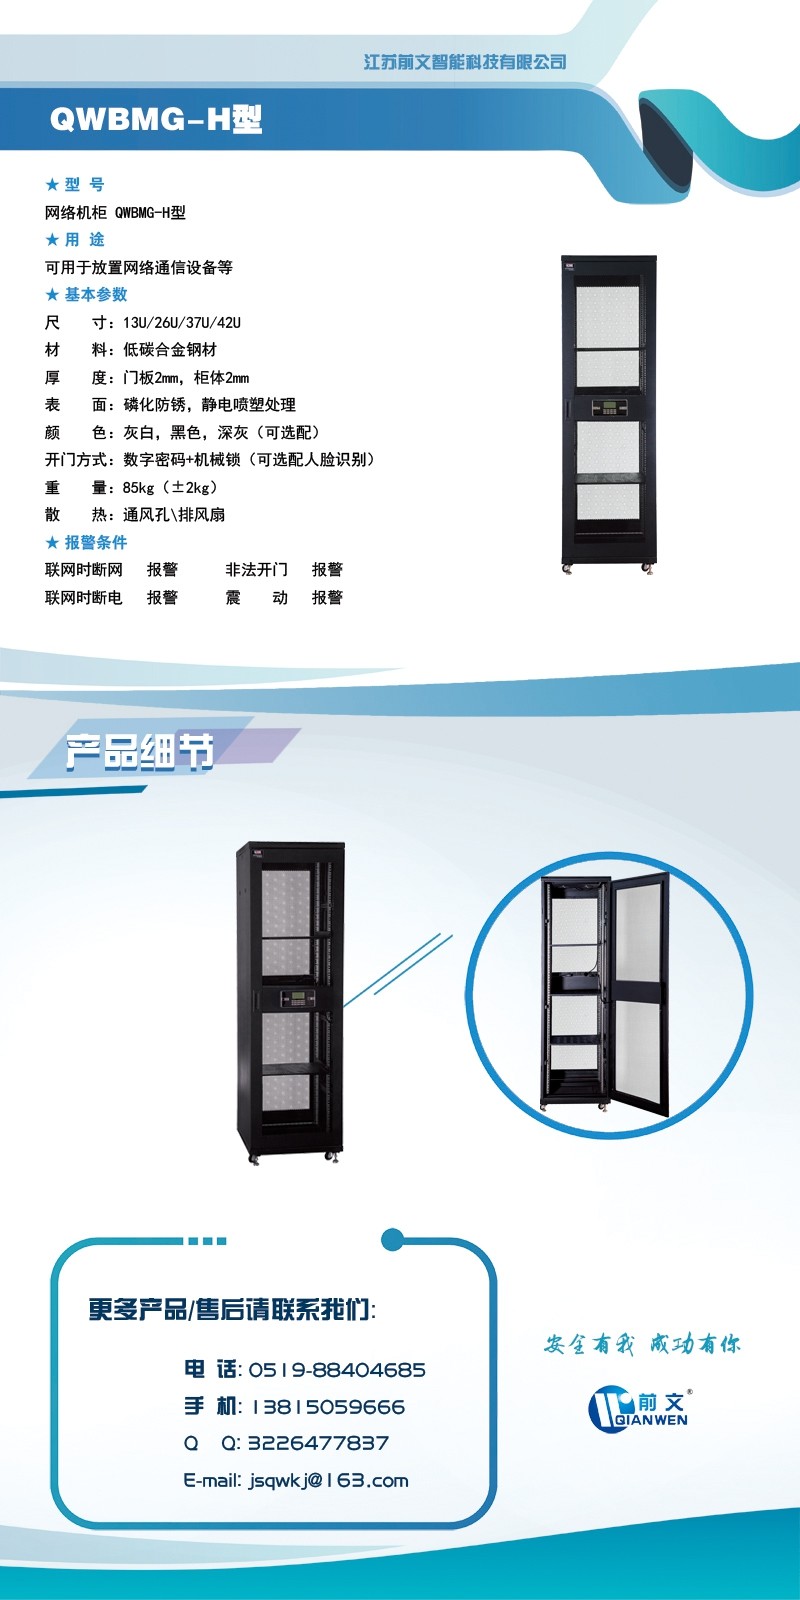 江苏前文智能科技有限公司
QWBMG-H型
★ 型 号
网络机柜 QWBMG-H型
★ 用 途
可用于放置网络通信设备等
★ 基本参数
尺 寸：13U/26U/37U/42U
材 料：低碳合金钢材
厚 度：门板2mm，柜体2mm
表 面：磷化防锈，静电喷塑处理
颜 色：灰白，黑色，深灰（可选配）
开门方式：数字密码+机械锁（可选配人脸识别）
重 量：85kg（±2kg）
散 热：通风孔\排风扇
★ 报警条件
联网时断网 报警 非法开门 报警
联网时断电 报警 震 动 报警
产品细节
更多产品/售后请联系我们:
电 话: 0519-88404685
手 机: 13815059666
Q Q: 3226477837
E-mail: jsqwkj@163.com
安全有我 成功有你
前文®
QIANWEN